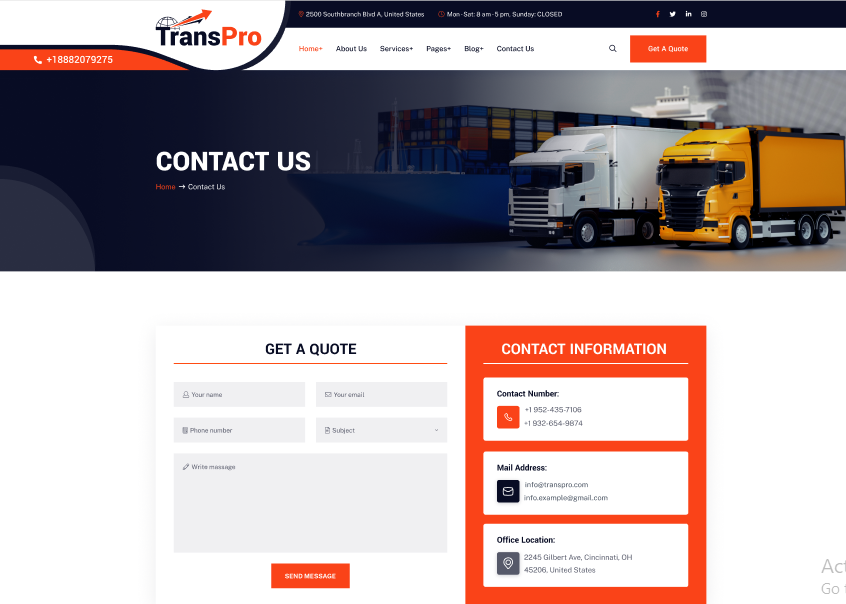 2500 Southbranch Blvd A, United States
Mon-Sat: 8 am-5 pm, Sunday: CLOSED
TransPro
+18882079275
Home+
About Us
Services+
Pages+
Blog+
Contact Us
Get A Quote
CONTACT US
Home → Contact Us
GET A QUOTE
Your name
Your email
Phone number
Subject
Write message
SEND MESSAGE
CONTACT INFORMATION
Contact Number:
+1 952-435-7106
+1 932-654-9874
Mail Address:
info@transpro.com
info.example@gmail.com
Office Location:
2245 Gilbert Ave, Cincinnati, OH
45206, United States
Act
Go t